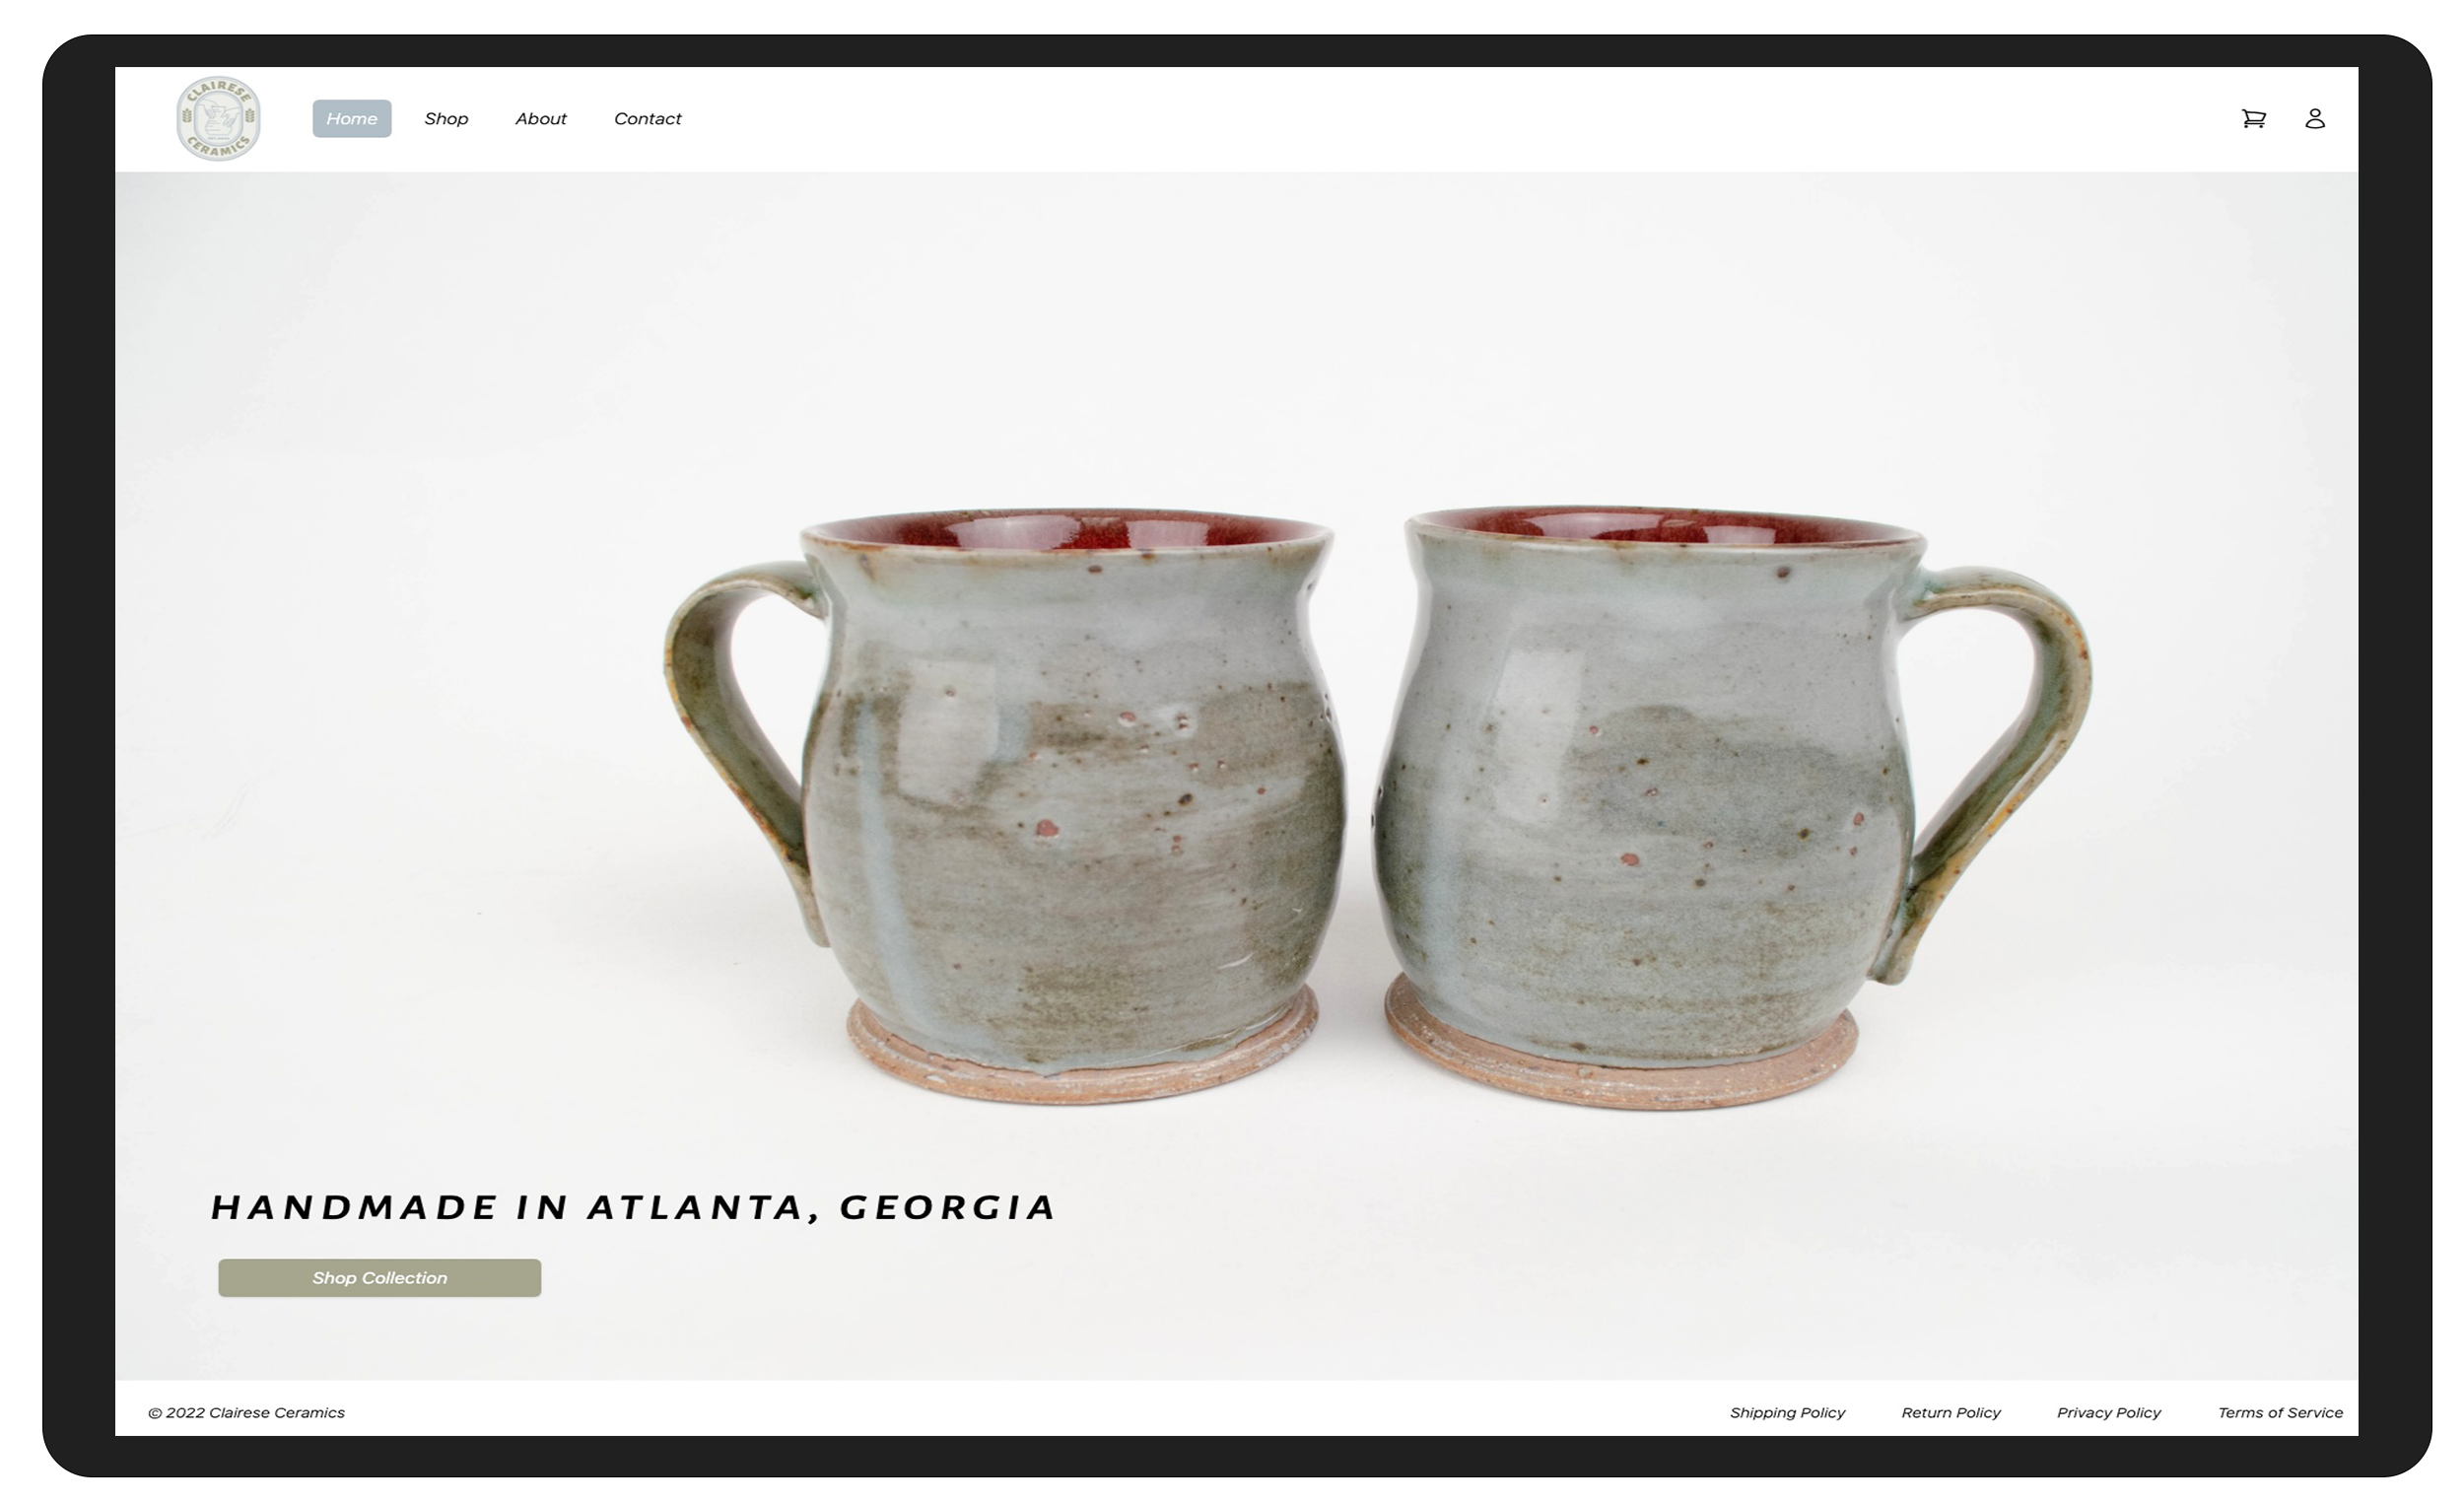 CLAIRESE
CERAMICS
Home
Shop
About
Contact
HANDMADE IN ATLANTA, GEORGIA
Shop Collection
© 2022 Clairese Ceramics
Shipping Policy
Return Policy
Privacy Policy
Terms of Service